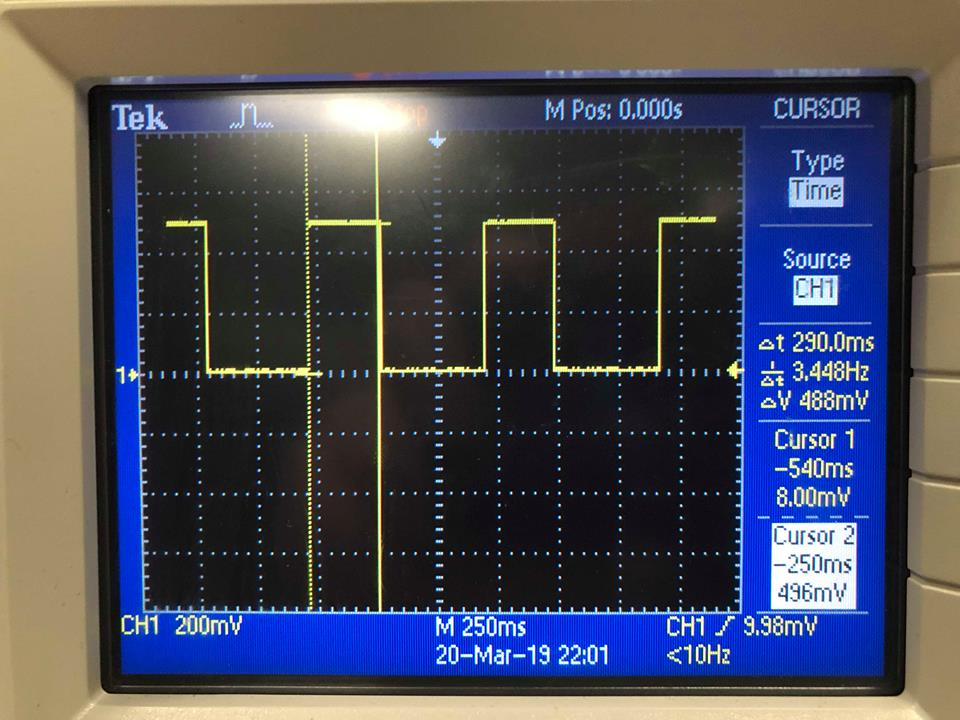 Tek
M Pos: 0.000s
CURSOR
Type
Time
Source
CH1
Δt 290.0ms
1/Δt 3.448Hz
ΔV 488mV
Cursor 1
-540ms
8.00mV
Cursor 2
-250ms
496mV
1
CH1 200mV
M 250ms
CH1 9.98mV
20-Mar-19 22:01
<10Hz